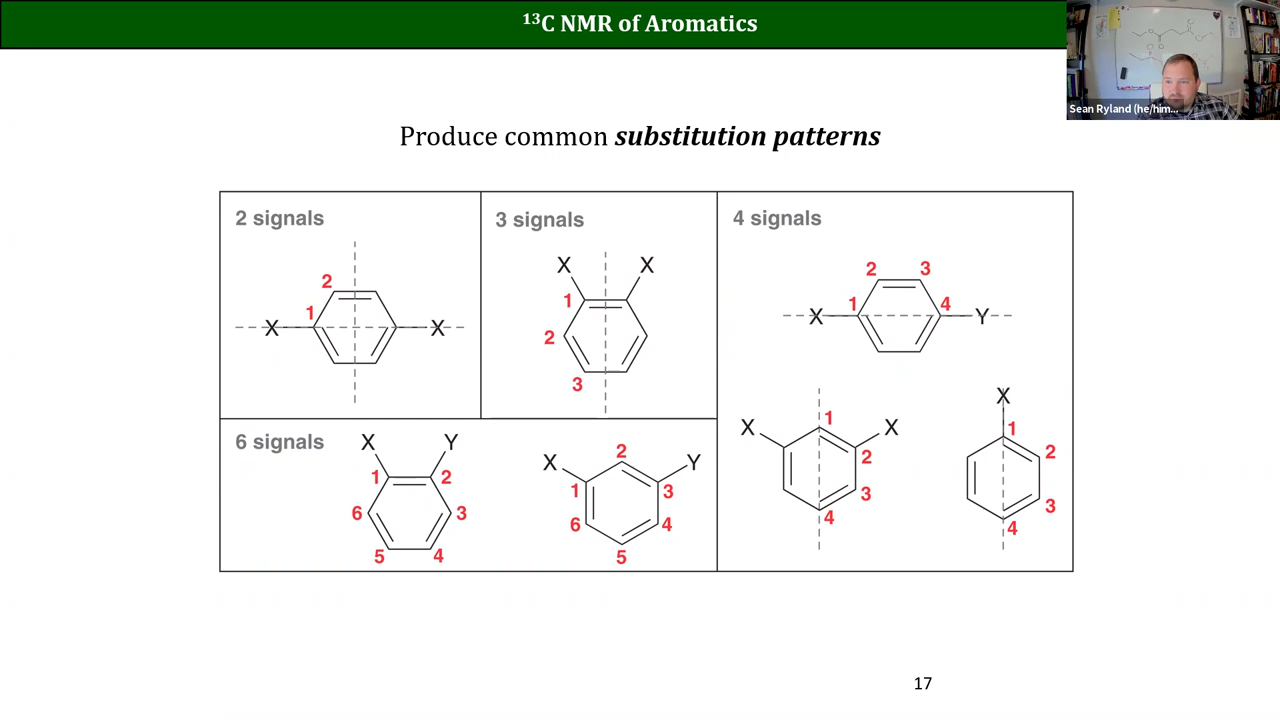 ¹³C NMR of Aromatics
Sean Ryland (he/him...
Produce common substitution patterns
2 signals
2
1
X
X
3 signals
X
X
1
2
3
4 signals
2
3
1
4
X
Y
X
X
1
2
3
4
X
1
2
3
4
6 signals
X
Y
1
2
6
3
5
4
X
Y
2
1
3
6
4
5
17